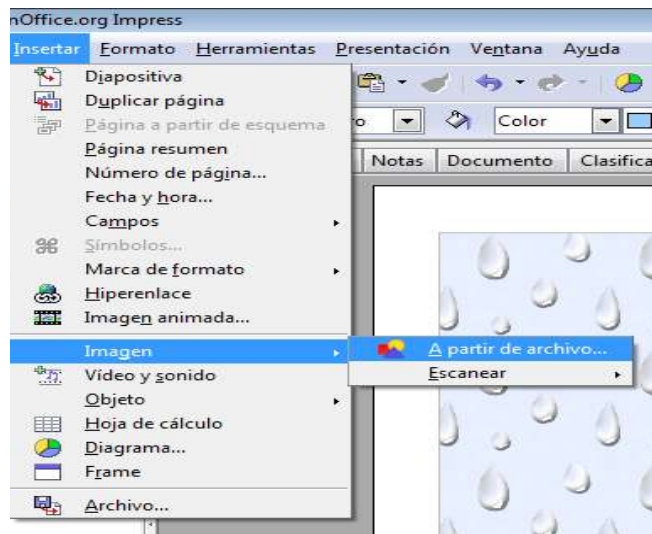 nOffice.org Impress
Insertar Formato Herramientas Presentación Ventana Ayuda
Diapositiva
Duplicar página
Página a partir de esquema
o Color
Página resumen
Notas Documento Clasifica
Número de página...
Fecha y hora...
Campos
Símbolos...
Marca de formato
Hiperenlace
Imagen animada...
Imagen
A partir de archivo...
Vídeo y sonido
Escanear
Objeto
Hoja de cálculo
Diagrama...
Frame
Archivo...